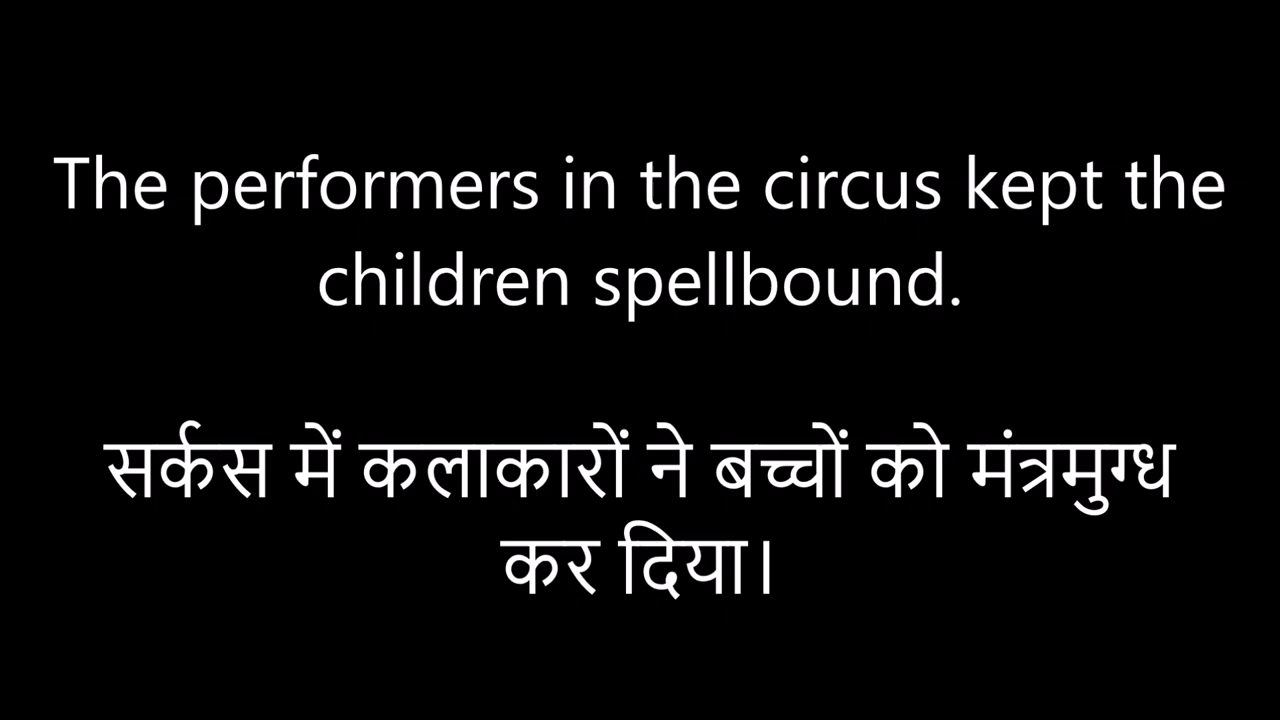 The performers in the circus kept the
children spellbound.
सर्कस में कलाकारों ने बच्चों को मंत्रमुग्ध
कर दिया।